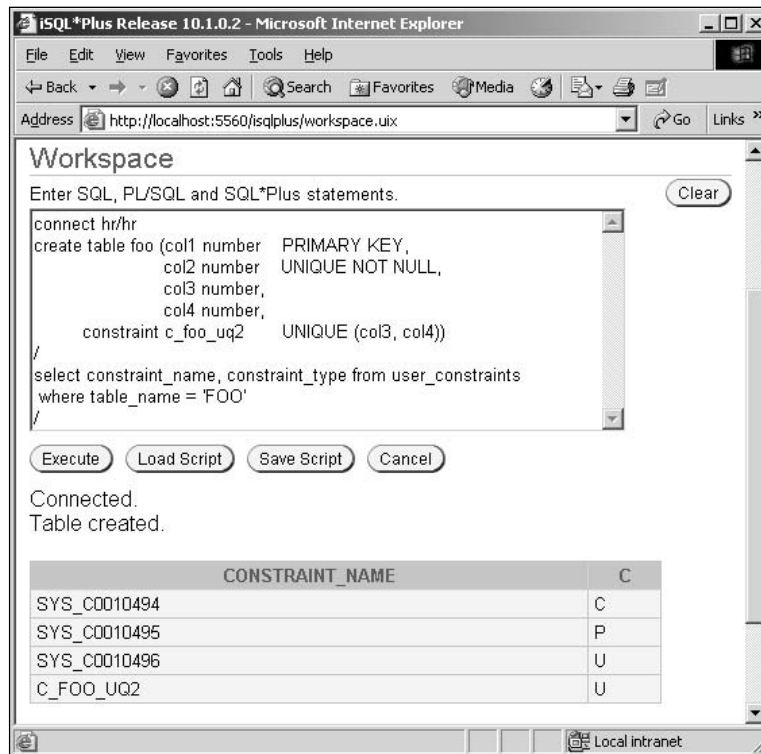 iSQL*Plus Release 10.1.0.2 - Microsoft Internet Explorer
File Edit View Favorites Tools Help
Back Search Favorites Media
Address http://localhost:5560/isqlplus/workspace.uix Go Links »
Workspace
Enter SQL, PL/SQL and SQL*Plus statements. Clear
connect hr/hr
create table foo (col1 number PRIMARY KEY,
col2 number UNIQUE NOT NULL,
col3 number,
col4 number,
constraint c_foo_uq2 UNIQUE (col3, col4))
/
select constraint_name, constraint_type from user_constraints
where table_name = 'FOO'
/
Execute Load Script Save Script Cancel
Connected.
Table created.
CONSTRAINT_NAME C
SYS_C0010494 C
SYS_C0010495 P
SYS_C0010496 U
C_FOO_UQ2 U
Local intranet